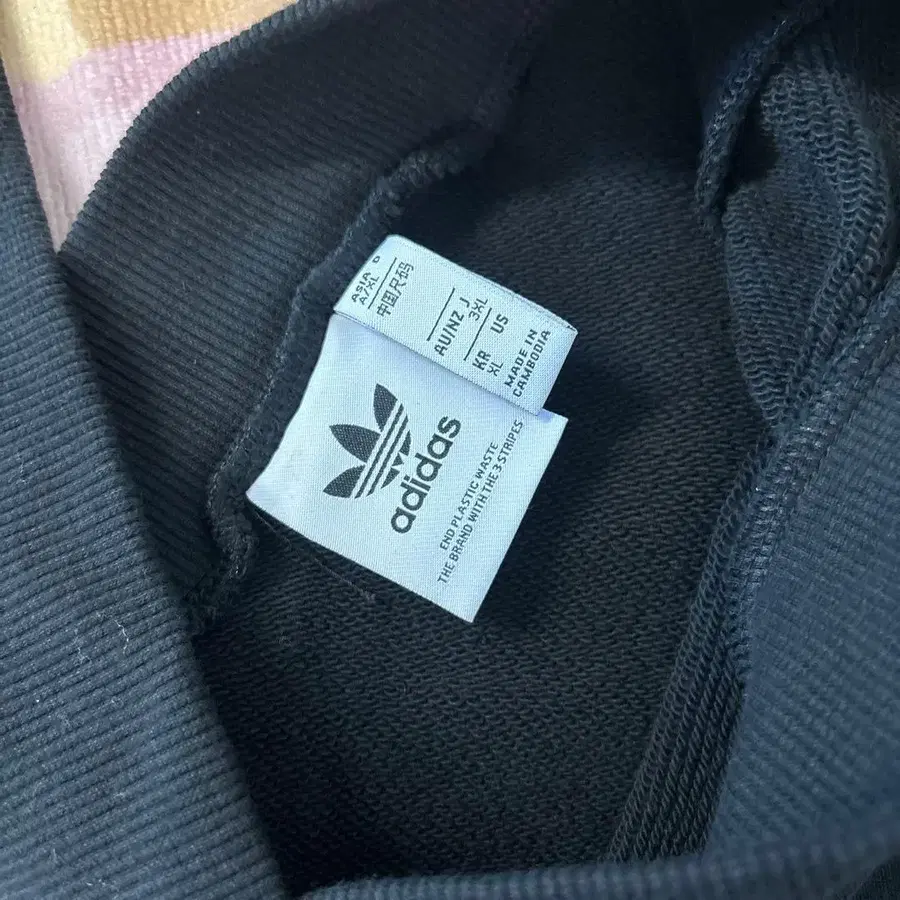 ASIA D
A/XL
中国尺码
AU/NZ J
3XL
KR US
XL
MADE IN
CAMBODIA
adidas
END PLASTIC WASTE
THE BRAND WITH THE 3-STRIPES